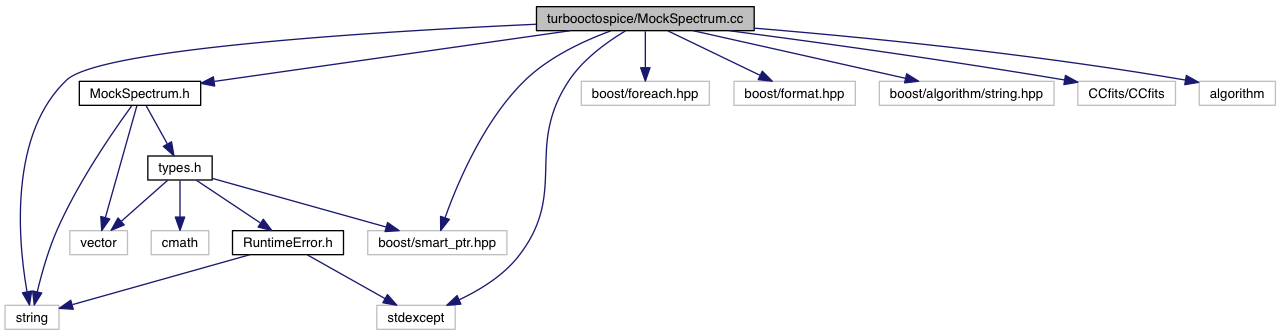 turbooctospice/MockSpectrum.cc
MockSpectrum.h
boost/foreach.hpp
boost/format.hpp
boost/algorithm/string.hpp
CCfits/CCfits
algorithm
types.h
vector
cmath
RuntimeError.h
boost/smart_ptr.hpp
string
stdexcept